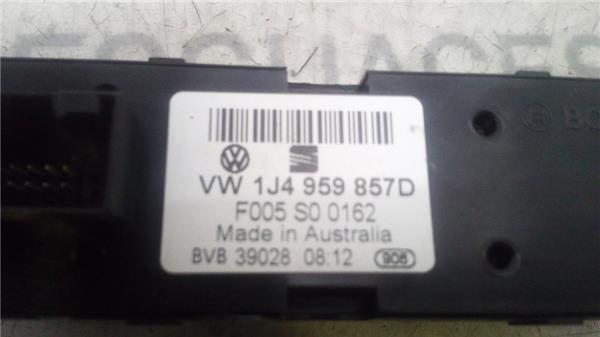 VW 1J4 959 857D
F005 S0 0162
Made in Australia
BVB 39028 08:12 906